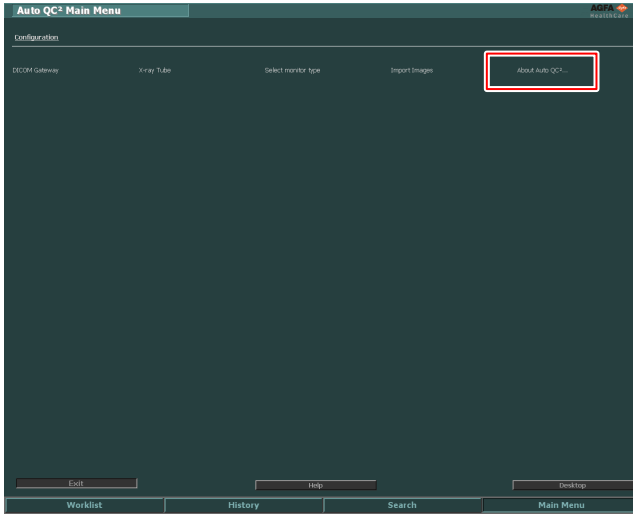 Auto QC² Main Menu
AGFA
HealthCare
Configuration
DICOM Gateway X-ray Tube Select monitor type Import Images About Auto QC²...
Exit Help Desktop
Worklist History Search Main Menu